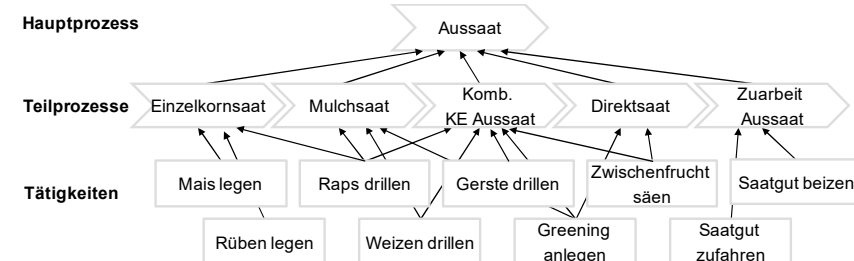 Hauptprozess
Aussaat
Teilprozesse
Einzelkornsaat
Mulchsaat
Komb.
KE Aussaat
Direktsaat
Zuarbeit
Aussaat
Tätigkeiten
Mais legen
Raps drillen
Gerste drillen
Zwischenfrucht
säen
Saatgut beizen
Rüben legen
Weizen drillen
Greening
anlegen
Saatgut
zufahren